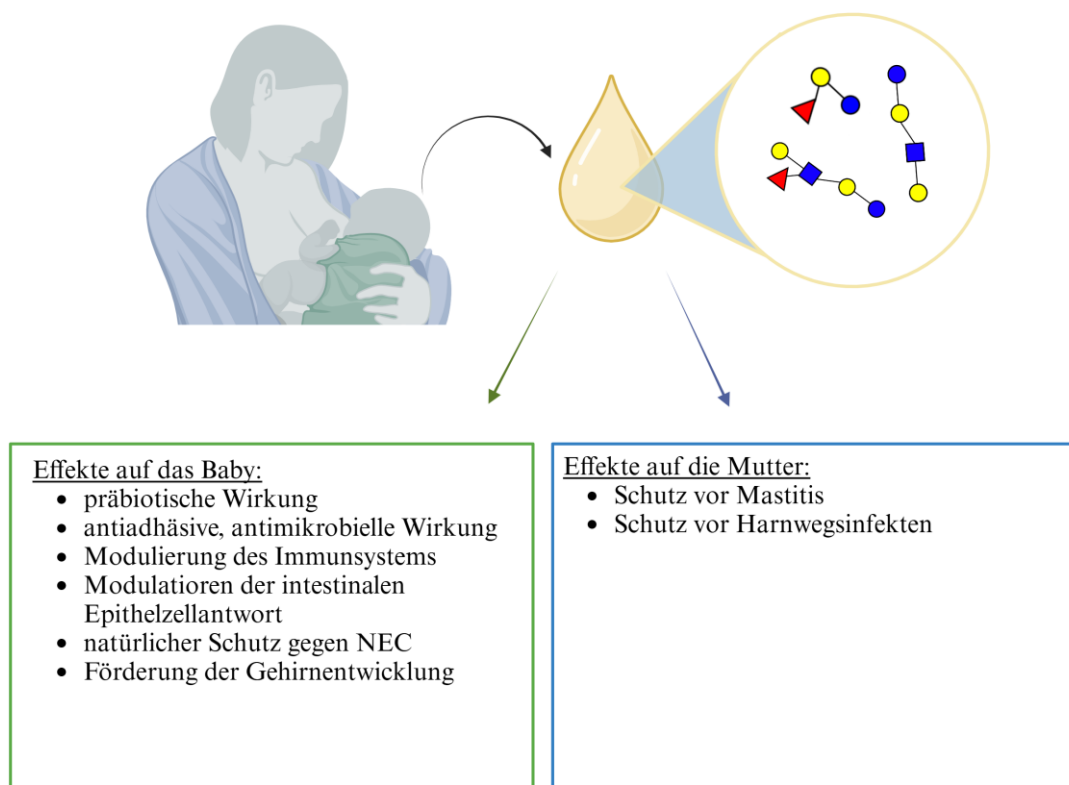 Effekte auf das Baby:
• präbiotische Wirkung
• antiadhäsive, antimikrobielle Wirkung
• Modulierung des Immunsystems
• Modulatioren der intestinalen
Epithelzellantwort
• natürlicher Schutz gegen NEC
• Förderung der Gehirnentwicklung
Effekte auf die Mutter:
• Schutz vor Mastitis
• Schutz vor Harnwegsinfekten